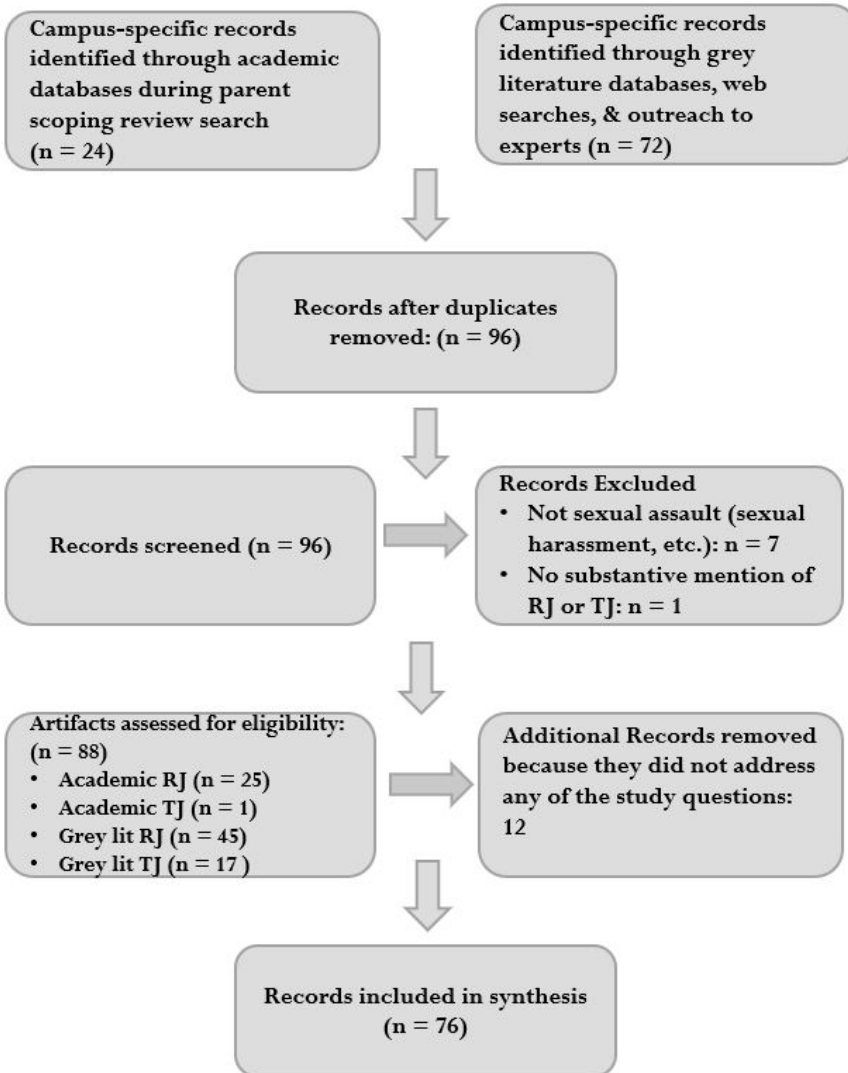 Campus-specific records
identified through academic
databases during parent
scoping review search
(n = 24)
Campus-specific records
identified through grey
literature databases, web
searches, & outreach to
experts (n = 72)
Records after duplicates
removed: (n = 96)
Records screened (n = 96)
Records Excluded
• Not sexual assault (sexual
harassment, etc.): n = 7
• No substantive mention of
RJ or TJ: n = 1
Artifacts assessed for eligibility:
(n = 88)
• Academic RJ (n = 25)
• Academic TJ (n = 1)
• Grey lit RJ (n = 45)
• Grey lit TJ (n = 17 )
Additional Records removed
because they did not address
any of the study questions:
12
Records included in synthesis
(n = 76)